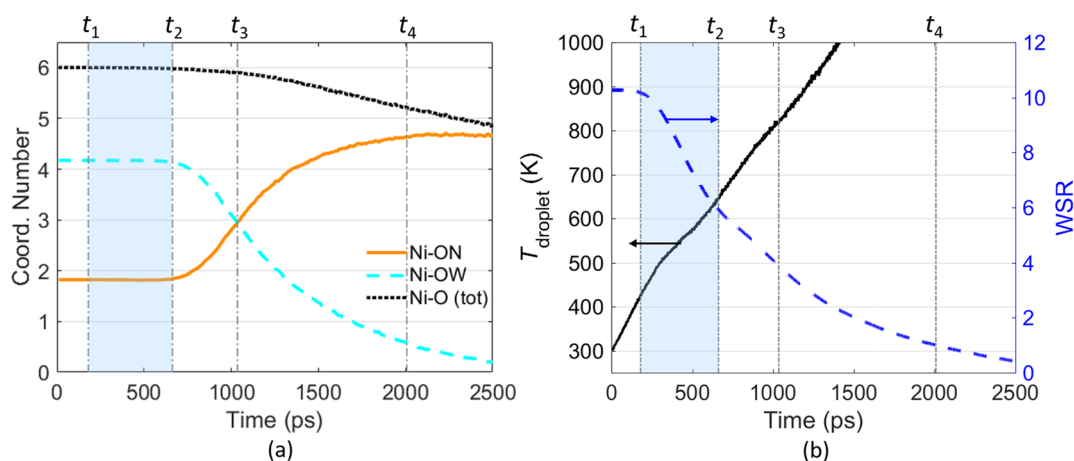 t1 t2 t3 t4
6
5
4
3
2
1
0
Coord. Number
Ni-ON
Ni-OW
Ni-O (tot)
0 500 1000 1500 2000 2500
Time (ps)
(a)
t1 t2 t3 t4
1000
900
800
700
600
500
400
300
Tdroplet (K)
12
10
8
6
4
2
0
WSR
0 500 1000 1500 2000 2500
Time (ps)
(b)